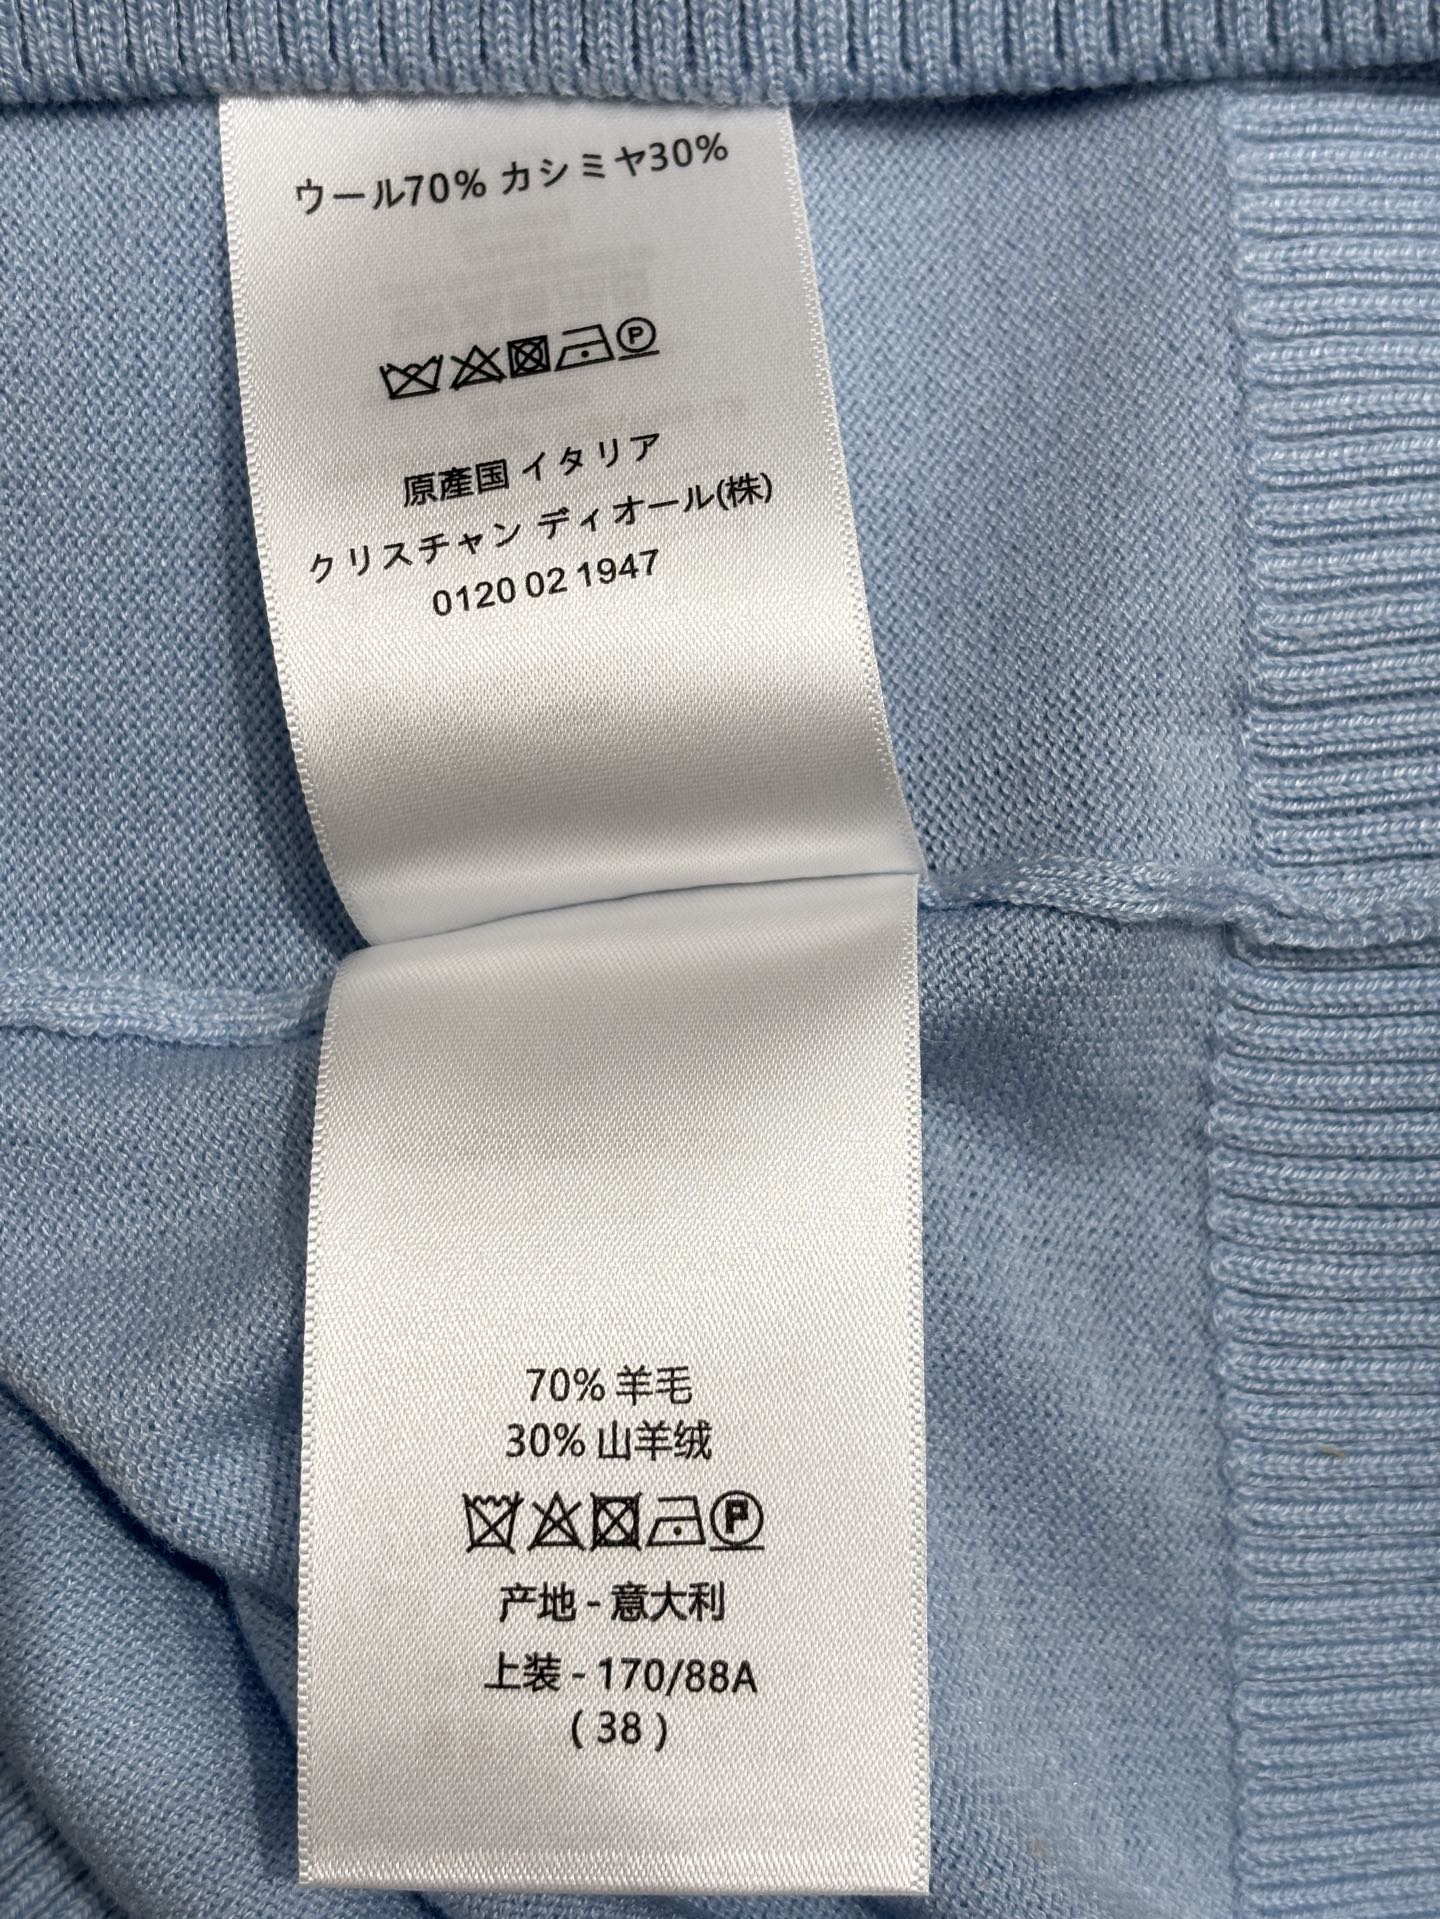 ウール70% カシミヤ30%
P
原産国 イタリア
クリスチャン ディオール(株)
0120 02 1947
70% 羊毛
30% 山羊绒
P
产地 - 意大利
上装 - 170/88A
( 38 )